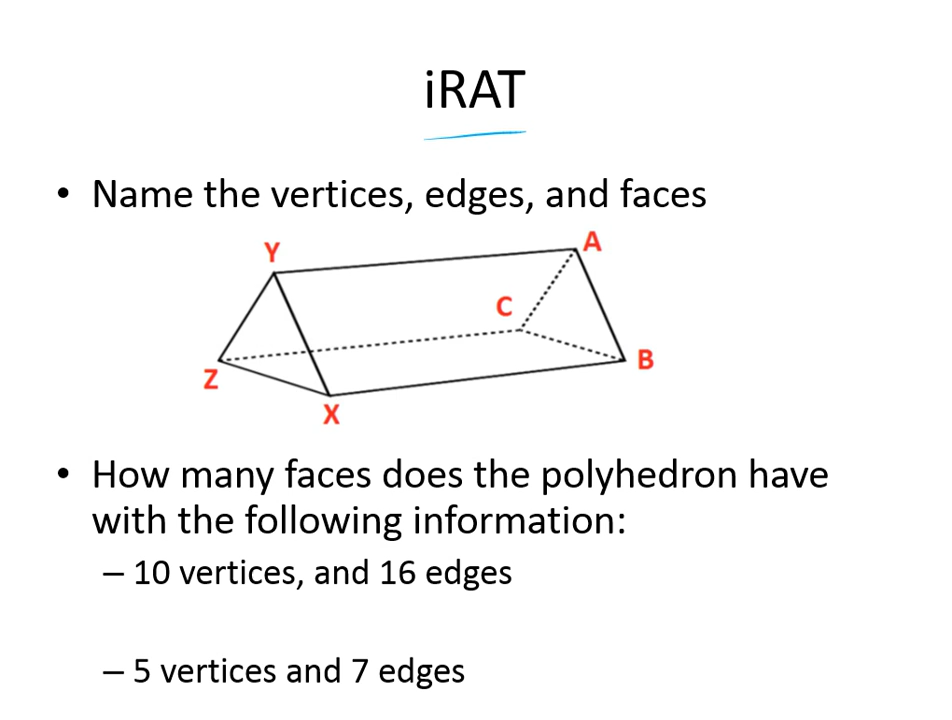 iRAT
• Name the vertices, edges, and faces
Y
A
C
Z
B
X
• How many faces does the polyhedron have
with the following information:
– 10 vertices, and 16 edges
– 5 vertices and 7 edges